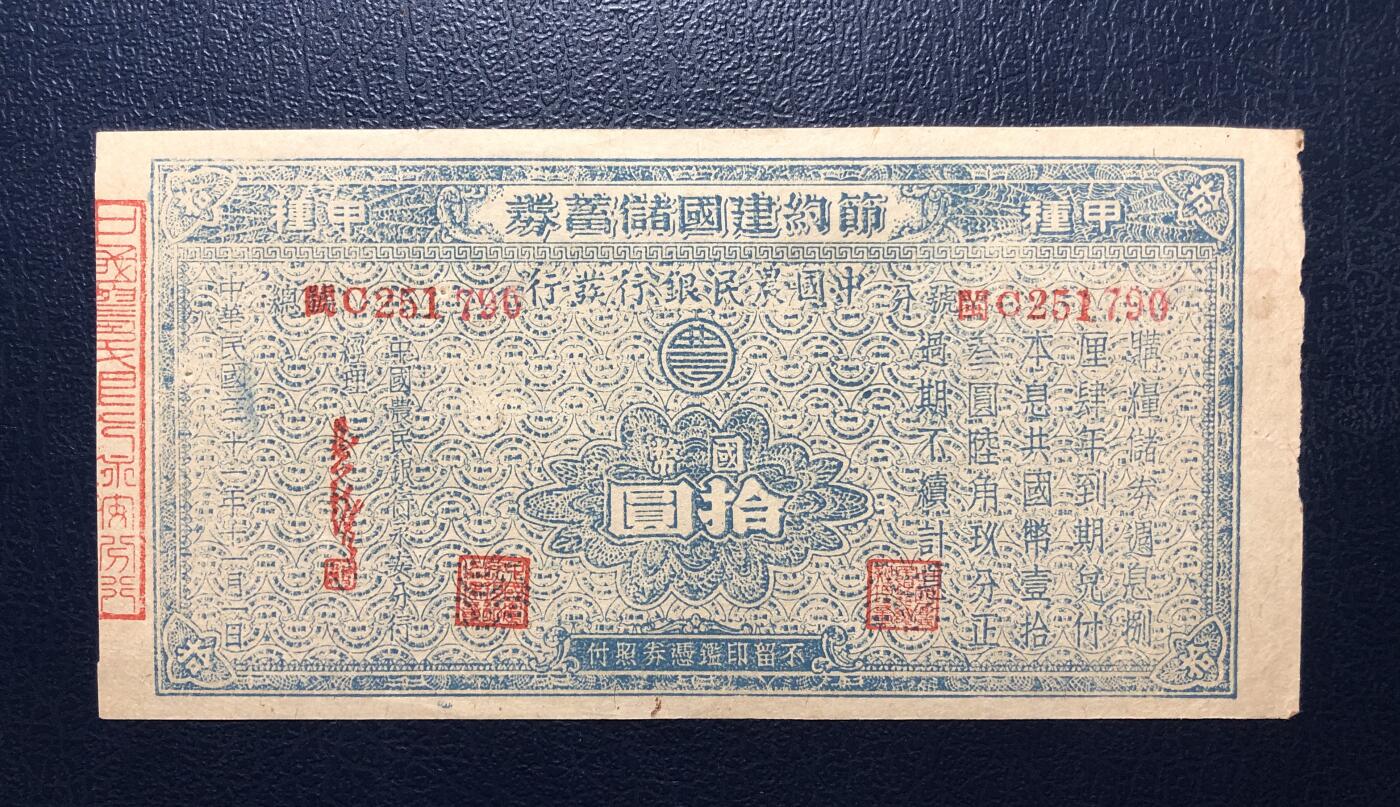 甲種
節約建國儲蓄券
甲種
中國農民銀行發行
分號
閩C251790
總
閩C251790
購糧儲券週息捌
厘肆年到期兌付
本息共國幣壹拾
叁圓陸角玖分正
過期不續計息
國幣
拾圓
中國農民銀行永安分行
經理
中華民國三十一年十一月一日
不留印鑑憑券照付